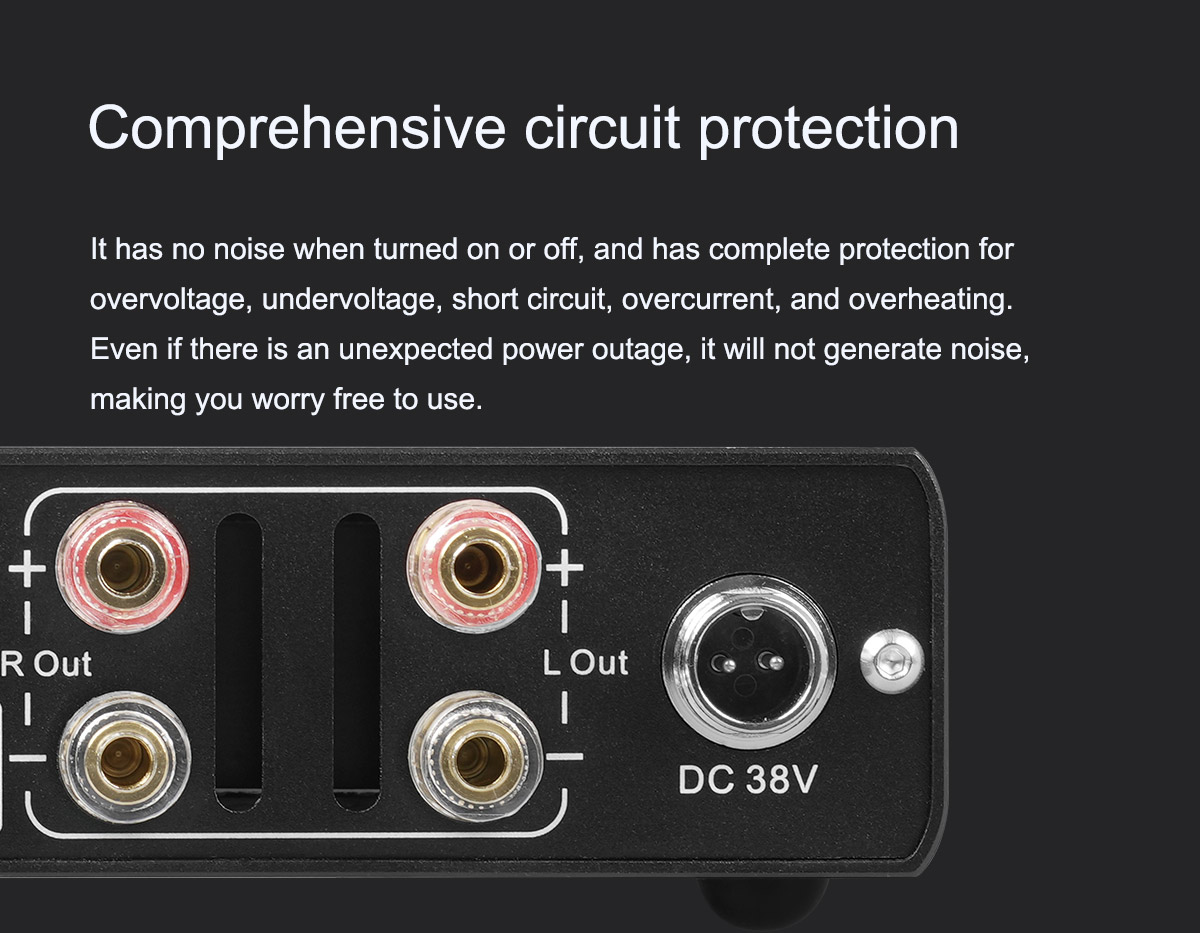 Comprehensive circuit protection
It has no noise when turned on or off, and has complete protection for
overvoltage, undervoltage, short circuit, overcurrent, and overheating.
Even if there is an unexpected power outage, it will not generate noise,
making you worry free to use.
+
+
R Out
L Out
−
−
DC 38V